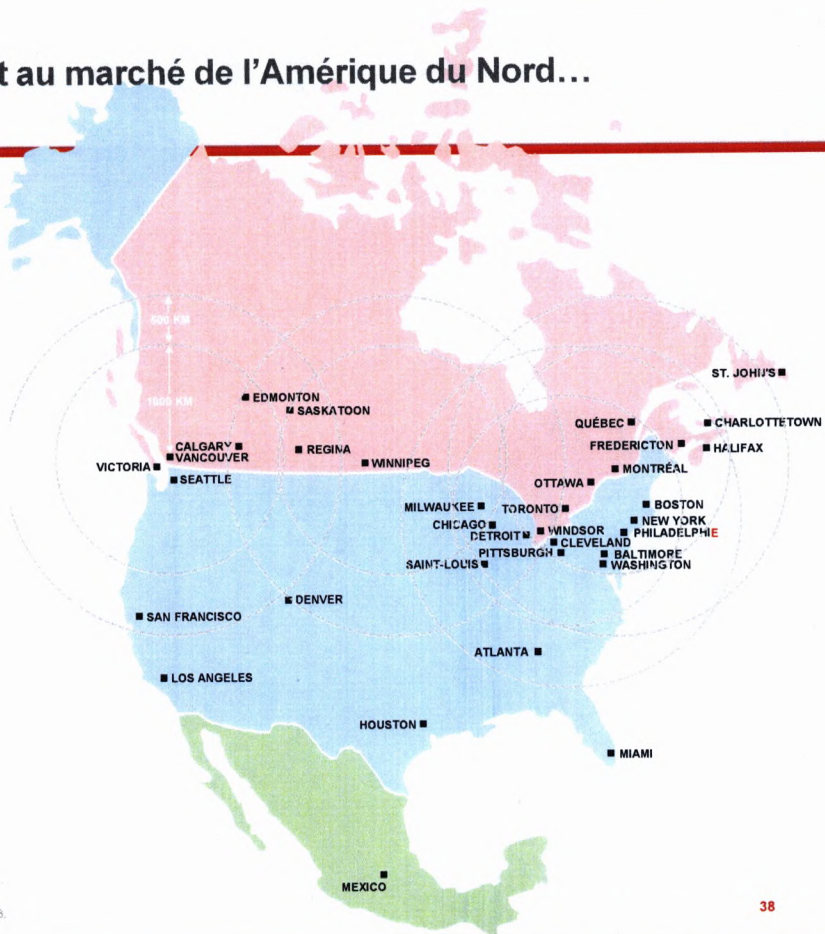 t au marché de l'Amérique du Nord…
500 KM
1000 KM
ST. JOHN'S
EDMONTON
SASKATOON
QUÉBEC
CHARLOTTETOWN
CALGARY
REGINA
FREDERICTON
HALIFAX
VANCOUVER
VICTORIA
WINNIPEG
MONTRÉAL
SEATTLE
OTTAWA
MILWAUKEE
TORONTO
BOSTON
CHICAGO
NEW YORK
DETROIT
WINDSOR
PHILADELPHIE
CLEVELAND
PITTSBURGH
BALTIMORE
SAINT-LOUIS
WASHINGTON
DENVER
SAN FRANCISCO
ATLANTA
LOS ANGELES
HOUSTON
MIAMI
MEXICO
38